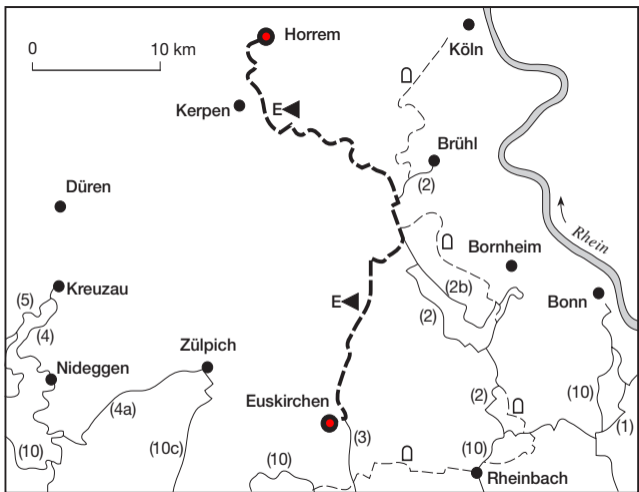 Horrem
0
10 km
Köln
Kerpen
E
Brühl
(2)
Düren
Rhein
Bornheim
Kreuzau
(2b)
Bonn
(5)
E
(4)
(2)
Zülpich
Nideggen
(2)
(10)
Euskirchen
(4a)
(1)
(10)
(10c)
(3)
(10)
(10)
Rheinbach
D
D
D
D